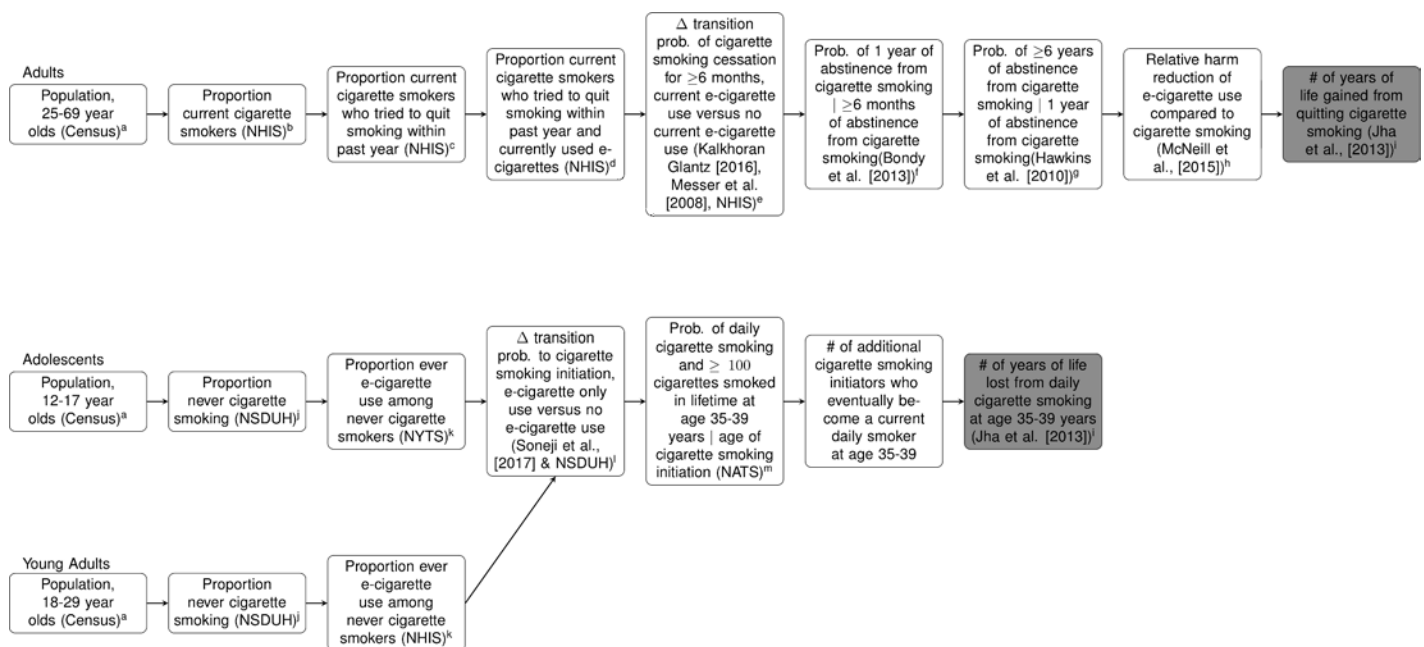 Adults
Population,
25-69 year
olds (Census)ᵃ
Proportion
current cigarette
smokers (NHIS)ᵇ
Proportion current
cigarette smokers
who tried to quit
smoking within
past year (NHIS)ᶜ
Proportion current
cigarette smokers
who tried to quit
smoking within
past year and
currently used e-
cigarettes (NHIS)ᵈ
Δ transition
prob. of cigarette
smoking cessation
for ≥6 months,
current e-cigarette
use versus no
current e-cigarette
use (Kalkhoran
Glantz [2016],
Messer et al.
[2008], NHIS)ᵉ
Prob. of 1 year of
abstinence from
cigarette smoking
| ≥6 months
of abstinence
from cigarette
smoking(Bondy
et al. [2013])ᶠ
Prob. of ≥6 years
of abstinence
from cigarette
smoking | 1 year
of abstinence from
cigarette
smoking(Hawkins
et al. [2010])ᵍ
Relative harm
reduction of
e-cigarette use
compared to
cigarette smoking
(McNeill et
al., [2015])ʰ
# of years of
life gained from
quitting cigarette
smoking (Jha
et al., [2013])ⁱ
Adolescents
Population,
12-17 year
olds (Census)ᵃ
Proportion
never cigarette
smoking (NSDUH)ʲ
Proportion ever
e-cigarette
use among
never cigarette
smokers (NYTS)ᵏ
Δ transition
prob. to cigarette
smoking initiation,
e-cigarette only
use versus no
e-cigarette use
(Soneji et al.,
[2017] & NSDUH)ˡ
Prob. of daily
cigarette smoking
and ≥ 100
cigarettes smoked
in lifetime at
age 35-39
years | age of
cigarette smoking
initiation (NATS)ᵐ
# of additional
cigarette smoking
initiators who
eventually be-
come a current
daily smoker
at age 35-39
# of years of life
lost from daily
cigarette smoking
at age 35-39 years
(Jha et al. [2013])ⁱ
Young Adults
Population,
18-29 year
olds (Census)ᵃ
Proportion
never cigarette
smoking (NSDUH)ʲ
Proportion ever
e-cigarette
use among
never cigarette
smokers (NHIS)ᵏ